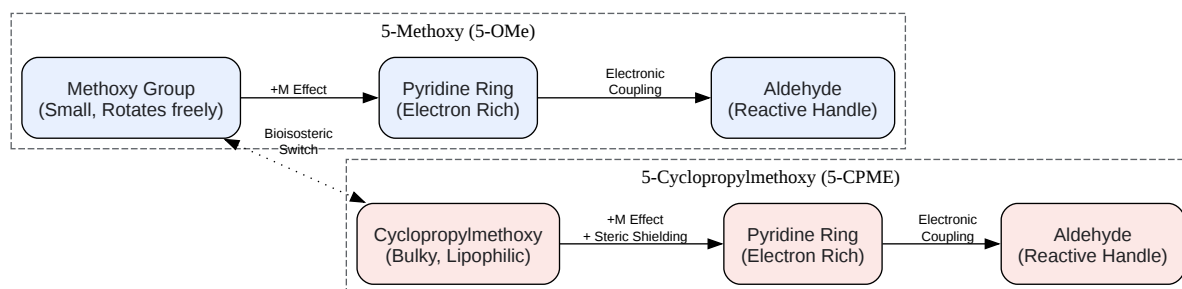 5-Methoxy (5-OMe)
Methoxy Group
(Small, Rotates freely)
+M Effect
Pyridine Ring
(Electron Rich)
Electronic
Coupling
Aldehyde
(Reactive Handle)
Bioisosteric
Switch
5-Cyclopropylmethoxy (5-CPME)
Cyclopropylmethoxy
(Bulky, Lipophilic)
+M Effect
+ Steric Shielding
Pyridine Ring
(Electron Rich)
Electronic
Coupling
Aldehyde
(Reactive Handle)